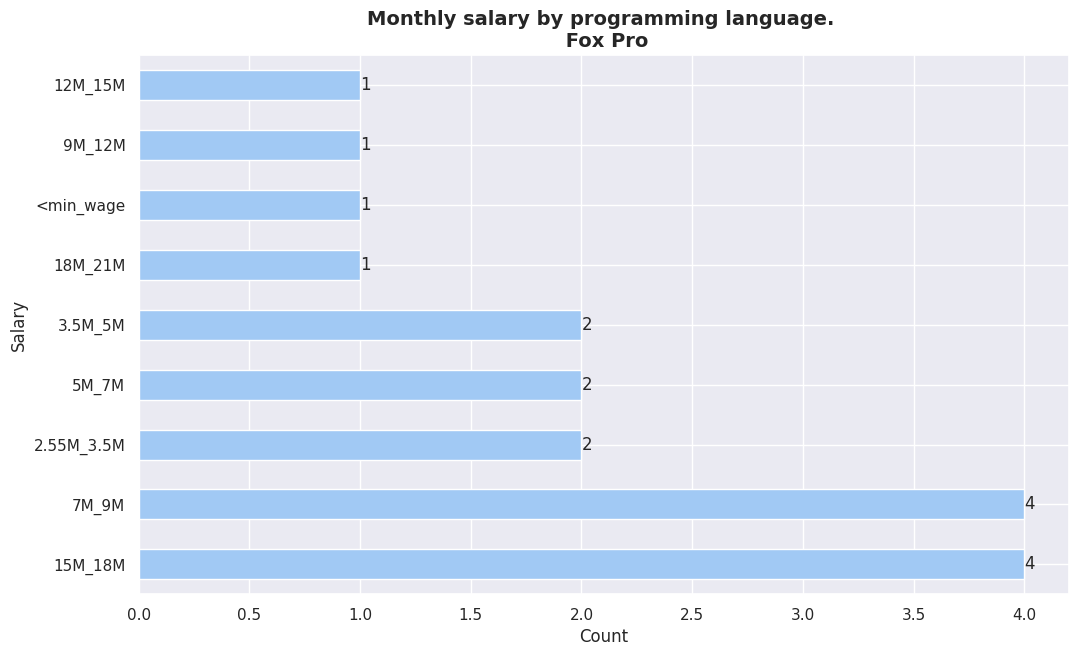 Monthly salary by programming language.
Fox Pro
12M_15M
1
9M_12M
1
<min_wage
1
18M_21M
1
3.5M_5M
2
5M_7M
2
2.55M_3.5M
2
7M_9M
4
15M_18M
4
Salary
0.0 0.5 1.0 1.5 2.0 2.5 3.0 3.5 4.0
Count